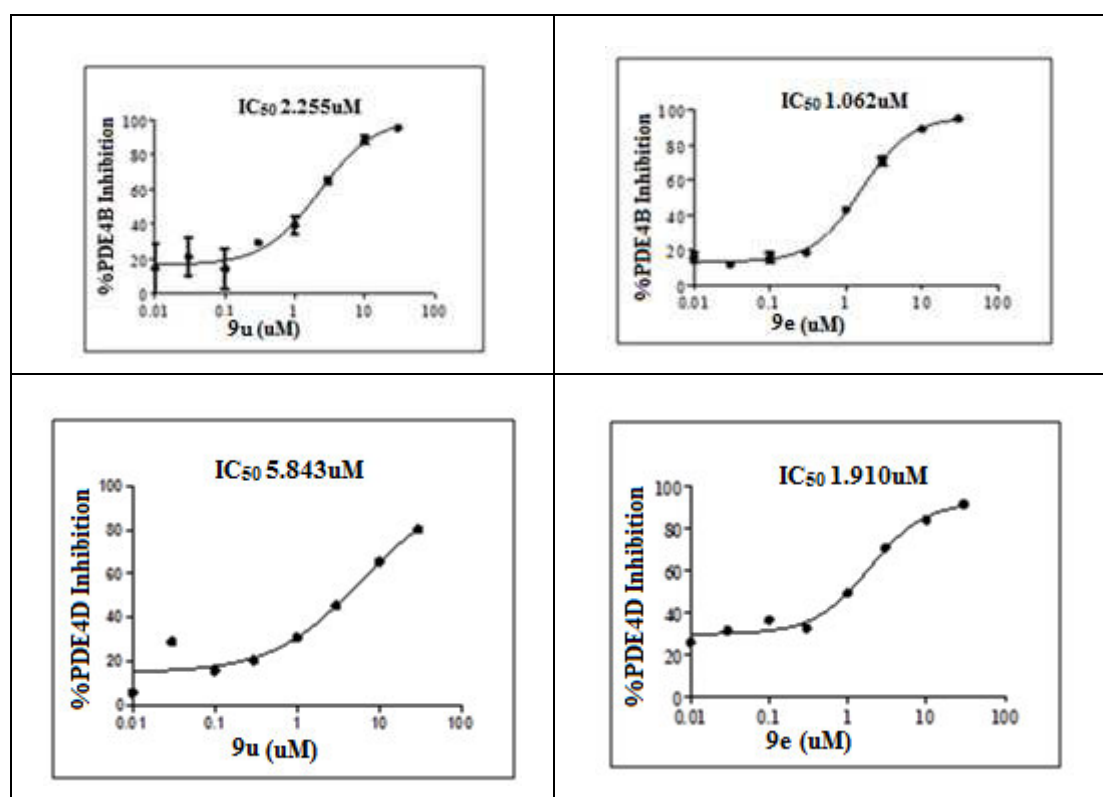 IC50 2.255uM
%PDE4B Inhibition
100
80
60
40
20
0
0.01 0.1 1 10 100
9u (uM)
IC50 1.062uM
%PDE4B Inhibition
100
80
60
40
20
0
0.01 0.1 1 10 100
9e (uM)
IC50 5.843uM
%PDE4D Inhibition
100
80
60
40
20
0
0.01 0.1 1 10 100
9u (uM)
IC50 1.910uM
%PDE4D Inhibition
100
80
60
40
20
0
0.01 0.1 1 10 100
9e (uM)